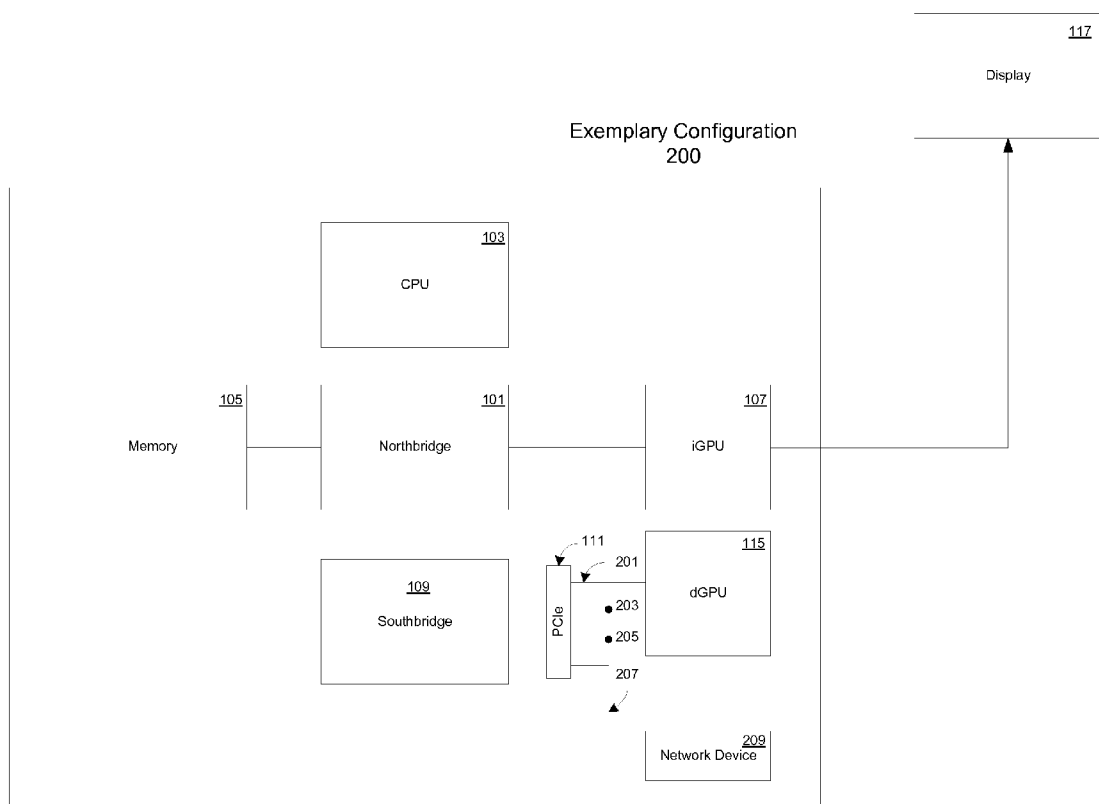 117
Display
Exemplary Configuration
200
103
CPU
105
Memory
101
Northbridge
107
iGPU
109
Southbridge
111
PCIe
201
203
205
207
115
dGPU
209
Network Device